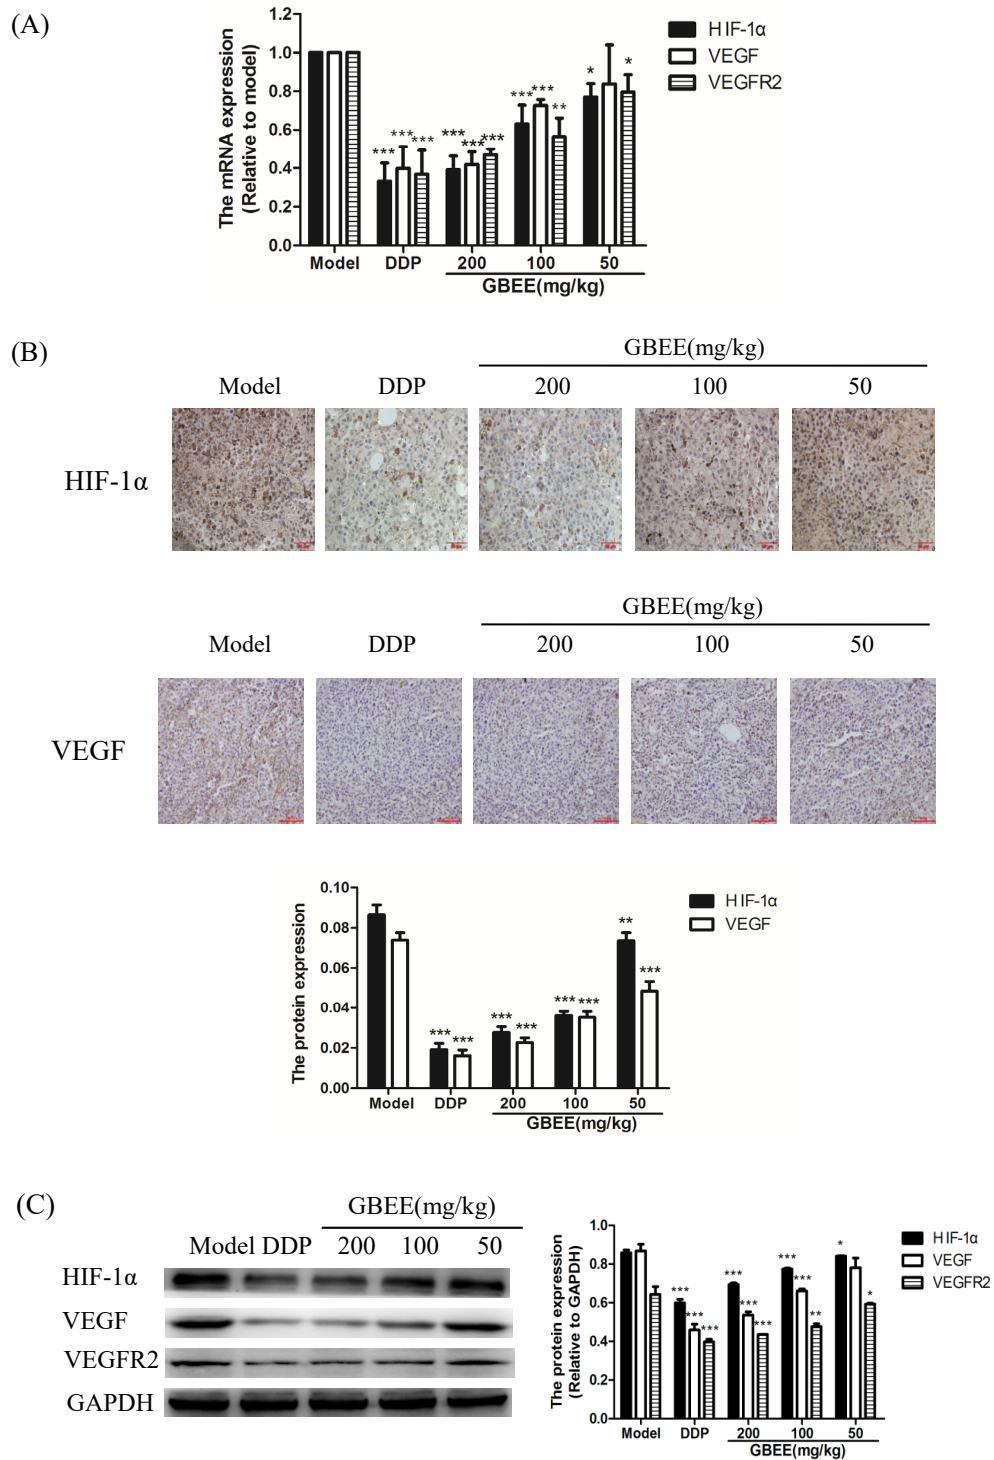 (A)
The mRNA expression
(Relative to model)
1.2
1.0
0.8
0.6
0.4
0.2
0.0
*** *** ***
*** *** ***
*** *** **
* *
HIF-1α
VEGF
VEGFR2
Model DDP 200 100 50
GBEE(mg/kg)
(B)
GBEE(mg/kg)
Model DDP 200 100 50
HIF-1α
GBEE(mg/kg)
Model DDP 200 100 50
VEGF
The protein expression
0.10
0.08
0.06
0.04
0.02
0.00
*** ***
*** ***
*** ***
** ***
HIF-1α
VEGF
Model DDP 200 100 50
GBEE(mg/kg)
(C)
GBEE(mg/kg)
Model DDP 200 100 50
HIF-1α
VEGF
VEGFR2
GAPDH
The protein expression
(Relative to GAPDH)
1.0
0.8
0.6
0.4
0.2
0.0
*** *** ***
*** *** ***
*** *** **
* *
HIF-1α
VEGF
VEGFR2
Model DDP 200 100 50
GBEE(mg/kg)